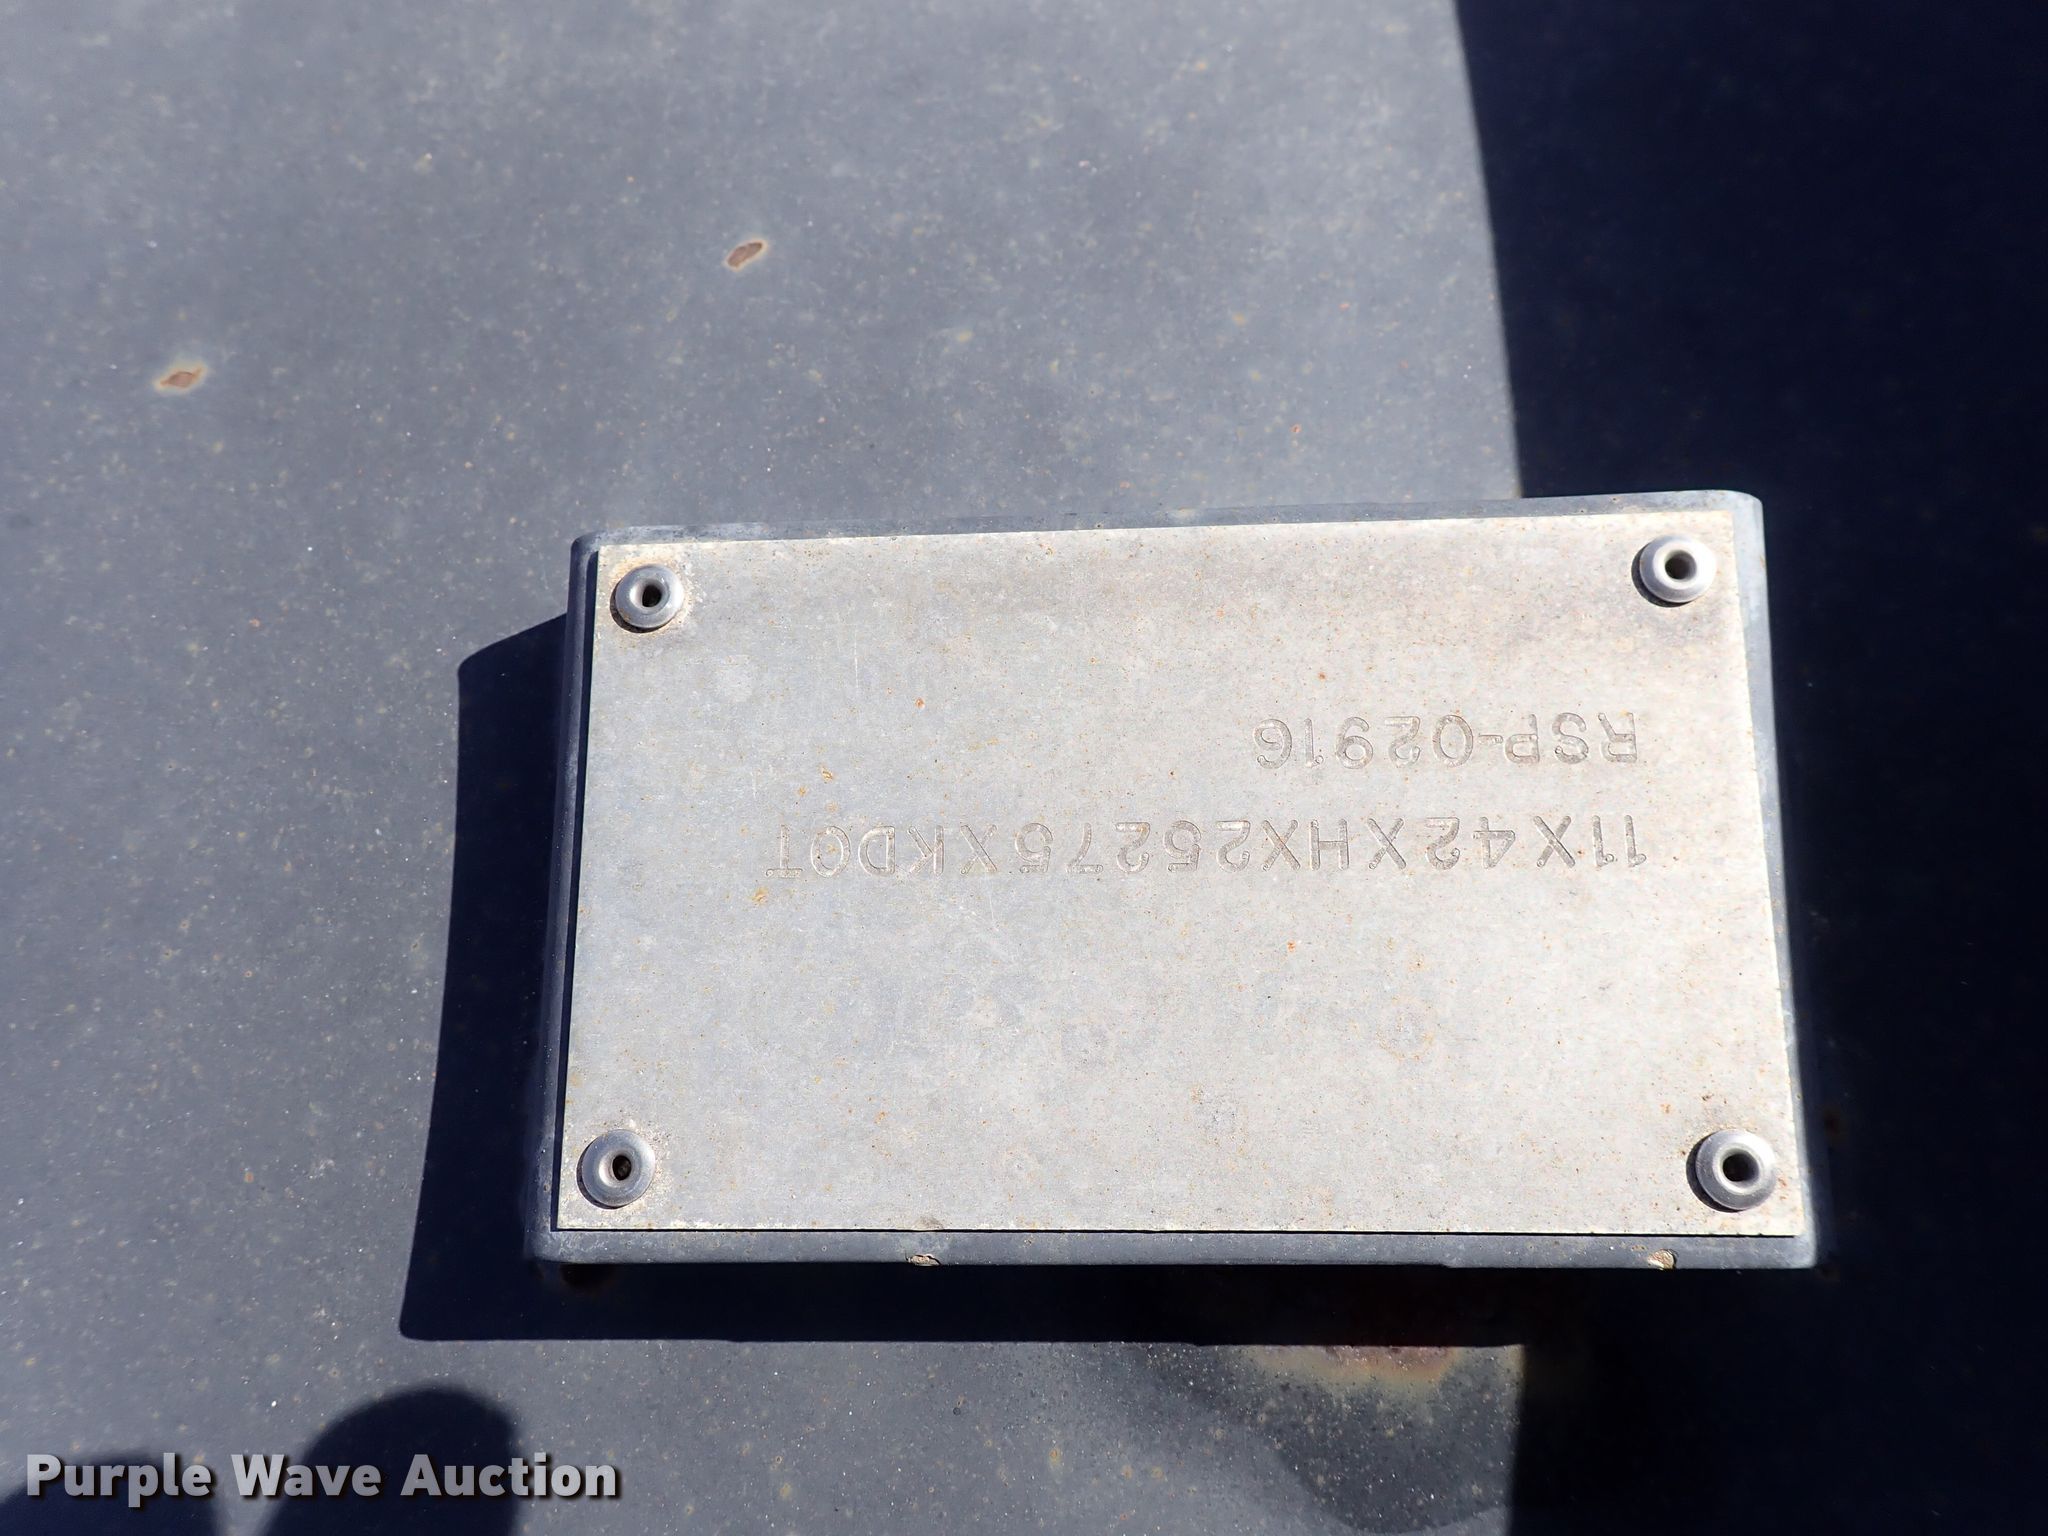 11X42XHX25275XKDOT
RSP-02916
Purple Wave Auction